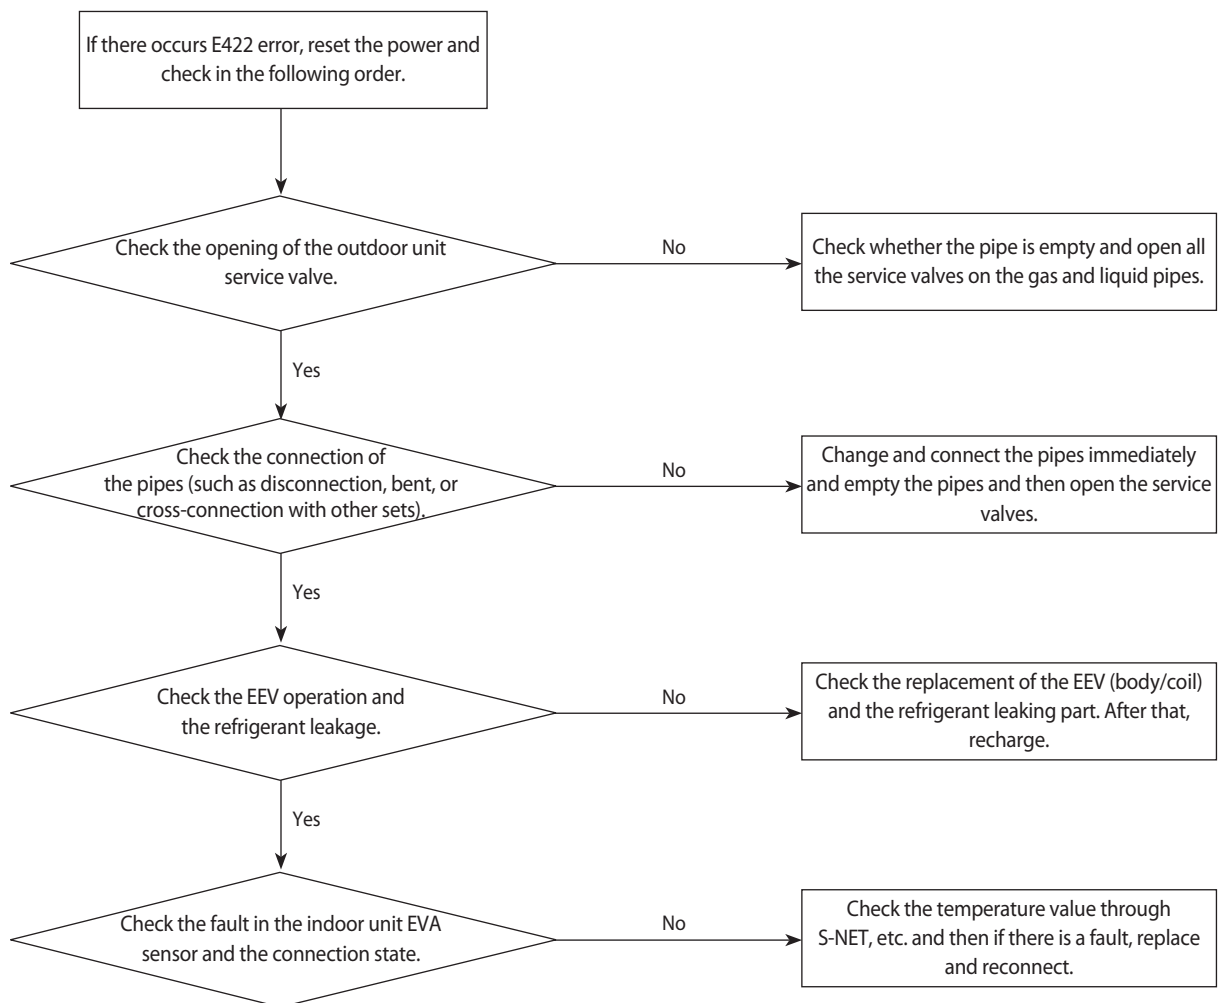 If there occurs E422 error, reset the power and
check in the following order.
Check the opening of the outdoor unit
service valve.
No
Check whether the pipe is empty and open all
the service valves on the gas and liquid pipes.
Yes
Check the connection of
the pipes (such as disconnection, bent, or
cross-connection with other sets).
No
Change and connect the pipes immediately
and empty the pipes and then open the service
valves.
Yes
Check the EEV operation and
the refrigerant leakage.
No
Check the replacement of the EEV (body/coil)
and the refrigerant leaking part. After that,
recharge.
Yes
Check the fault in the indoor unit EVA
sensor and the connection state.
No
Check the temperature value through
S-NET, etc. and then if there is a fault, replace
and reconnect.